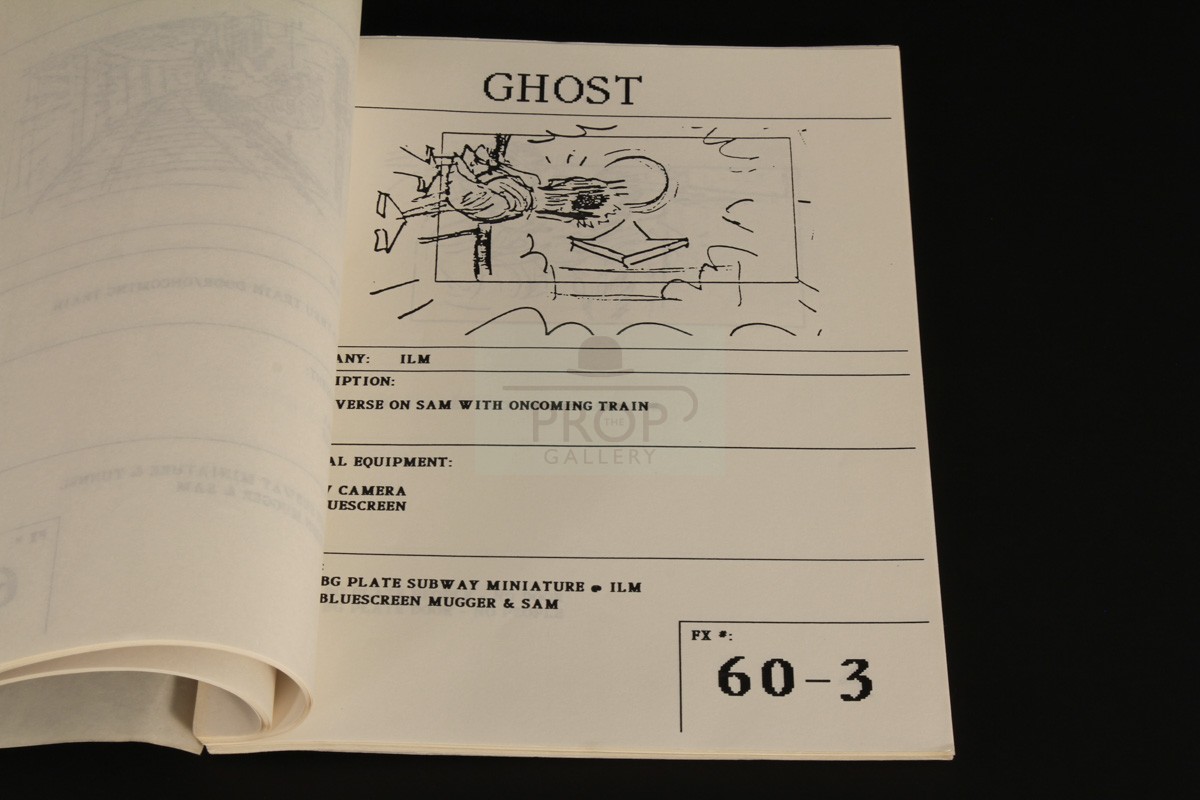 GHOST
ANY: ILM
IPTION:
VERSE ON SAM WITH ONCOMING TRAIN
THE
PROP
GALLERY
AL EQUIPMENT:
CAMERA
UESCREEN
:
BG PLATE SUBWAY MINIATURE @ ILM
BLUESCREEN MUGGER & SAM
FX #:
60-3